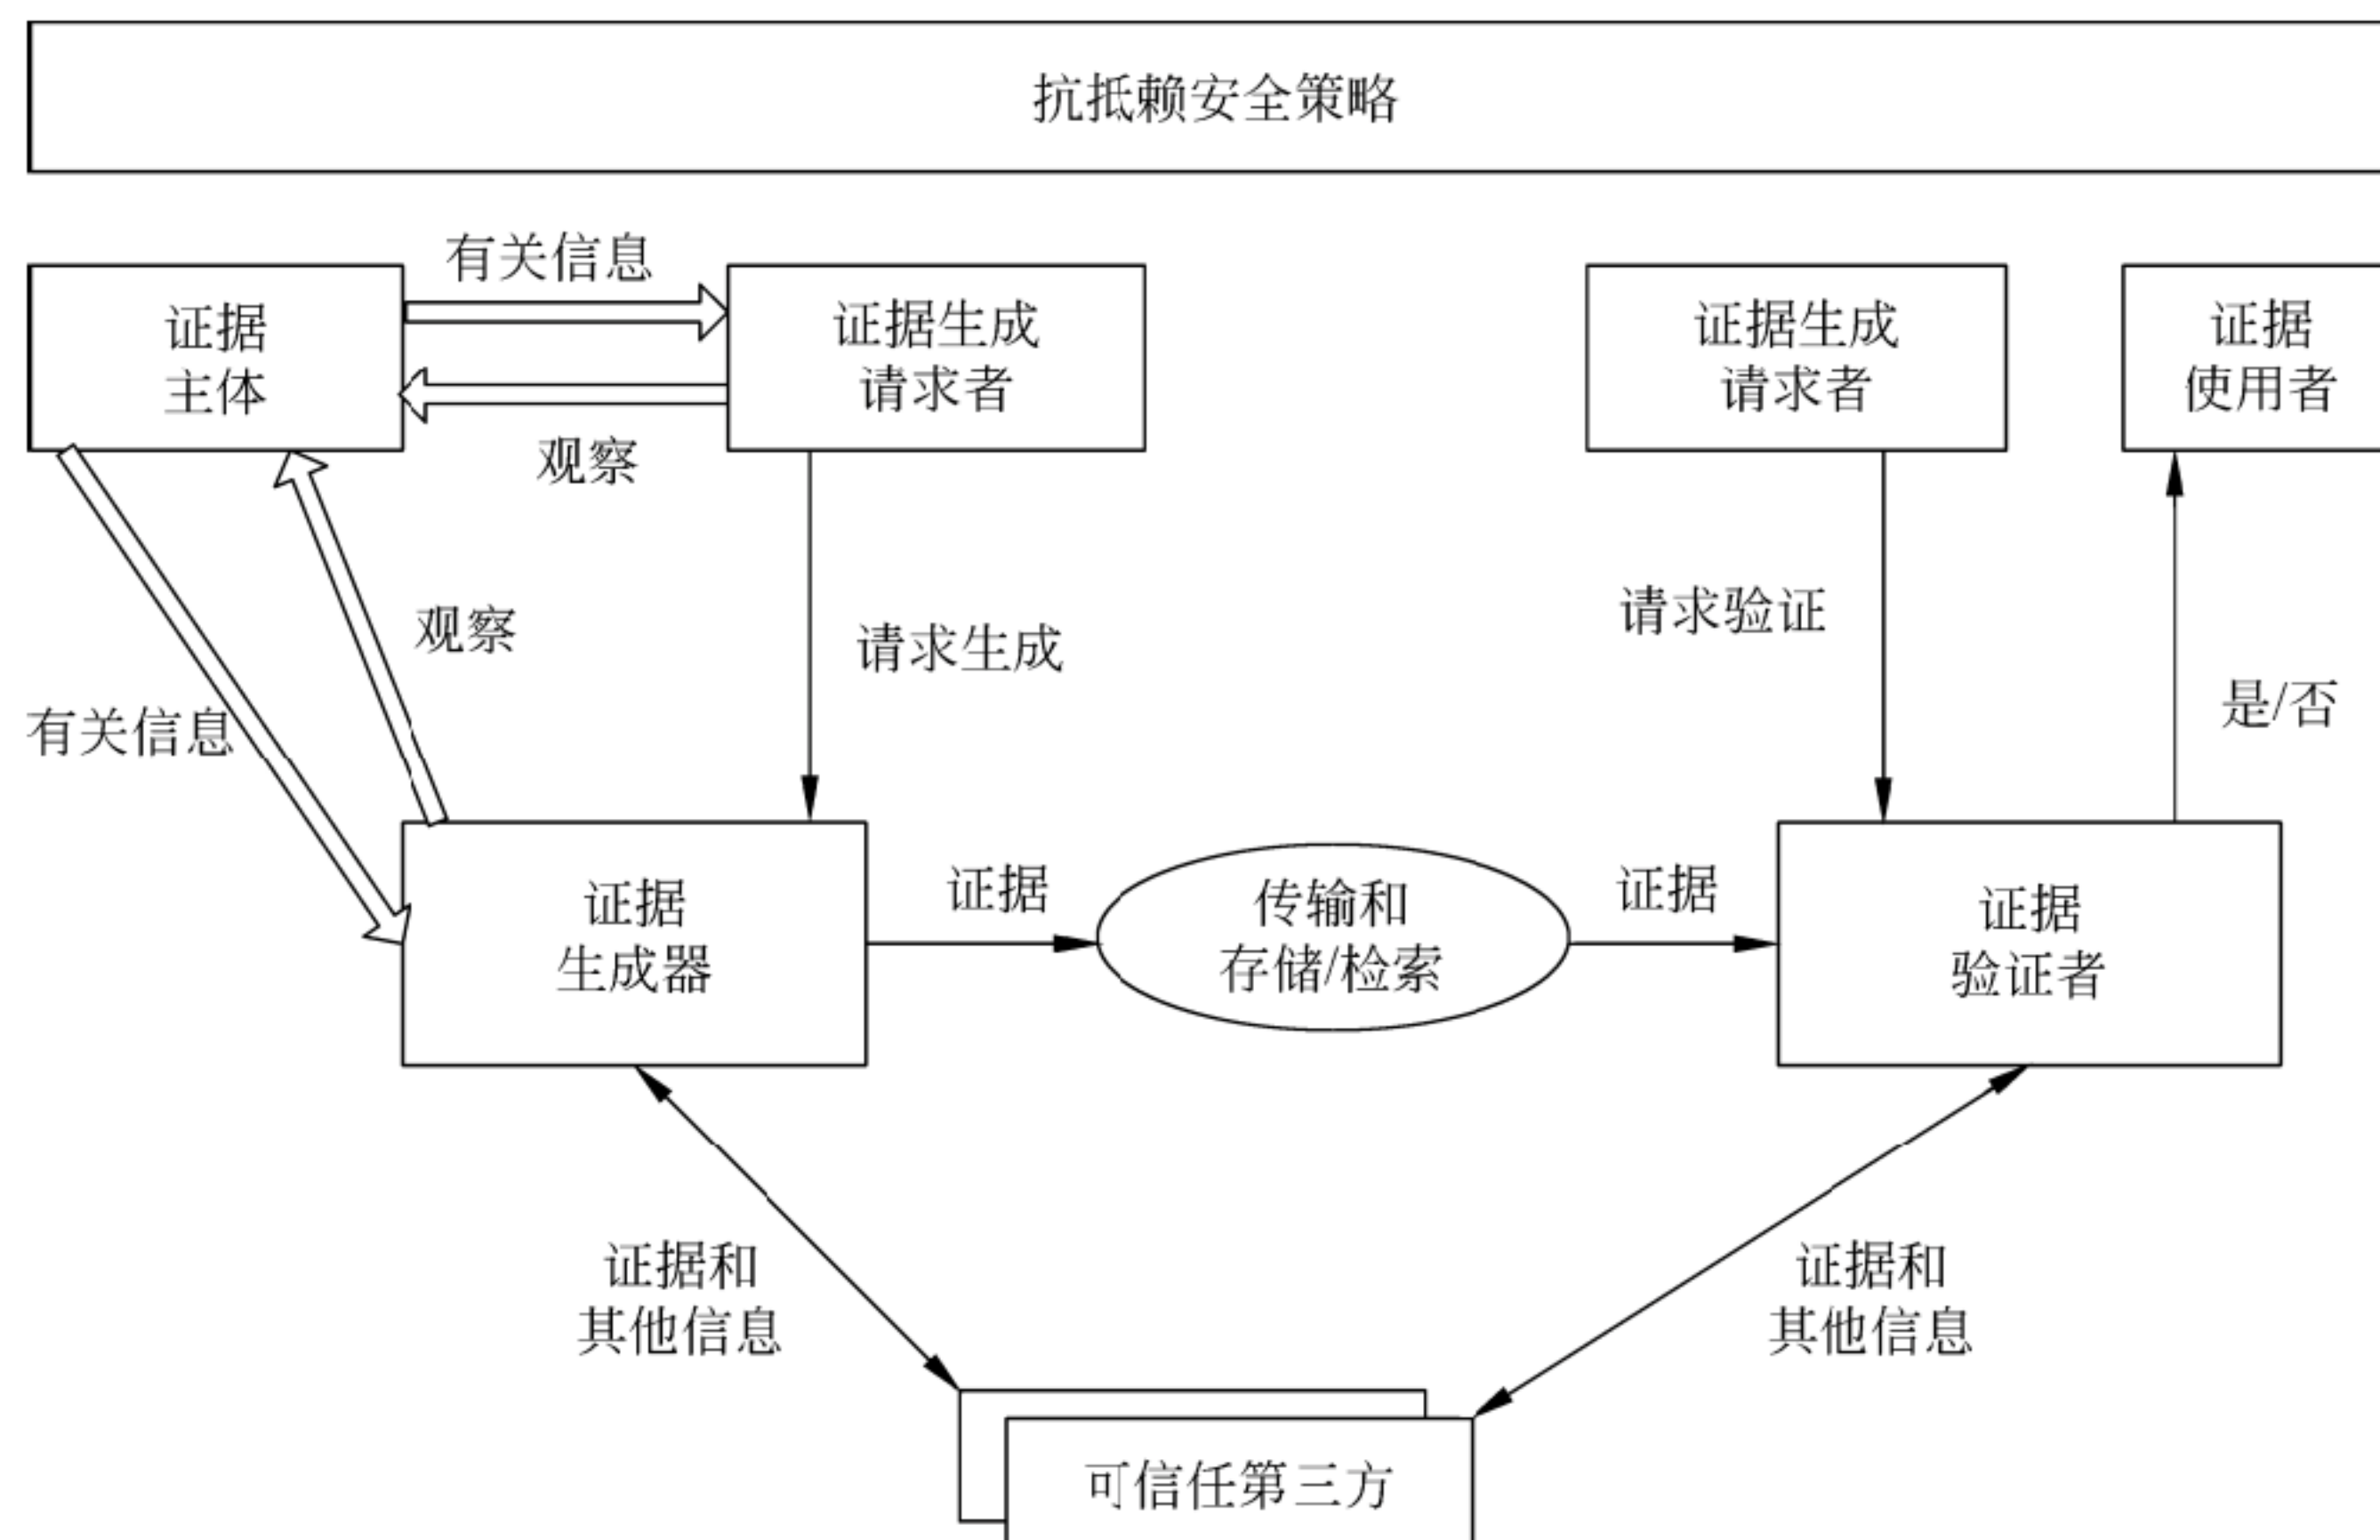 抗抵赖安全策略
有关信息
证据
主体
证据生成
请求者
证据生成
请求者
证据
使用者
观察
观察
请求生成
请求验证
是/否
有关信息
证据
生成器
证据
传输和
存储/检索
证据
证据
验证者
证据和
其他信息
证据和
其他信息
可信任第三方